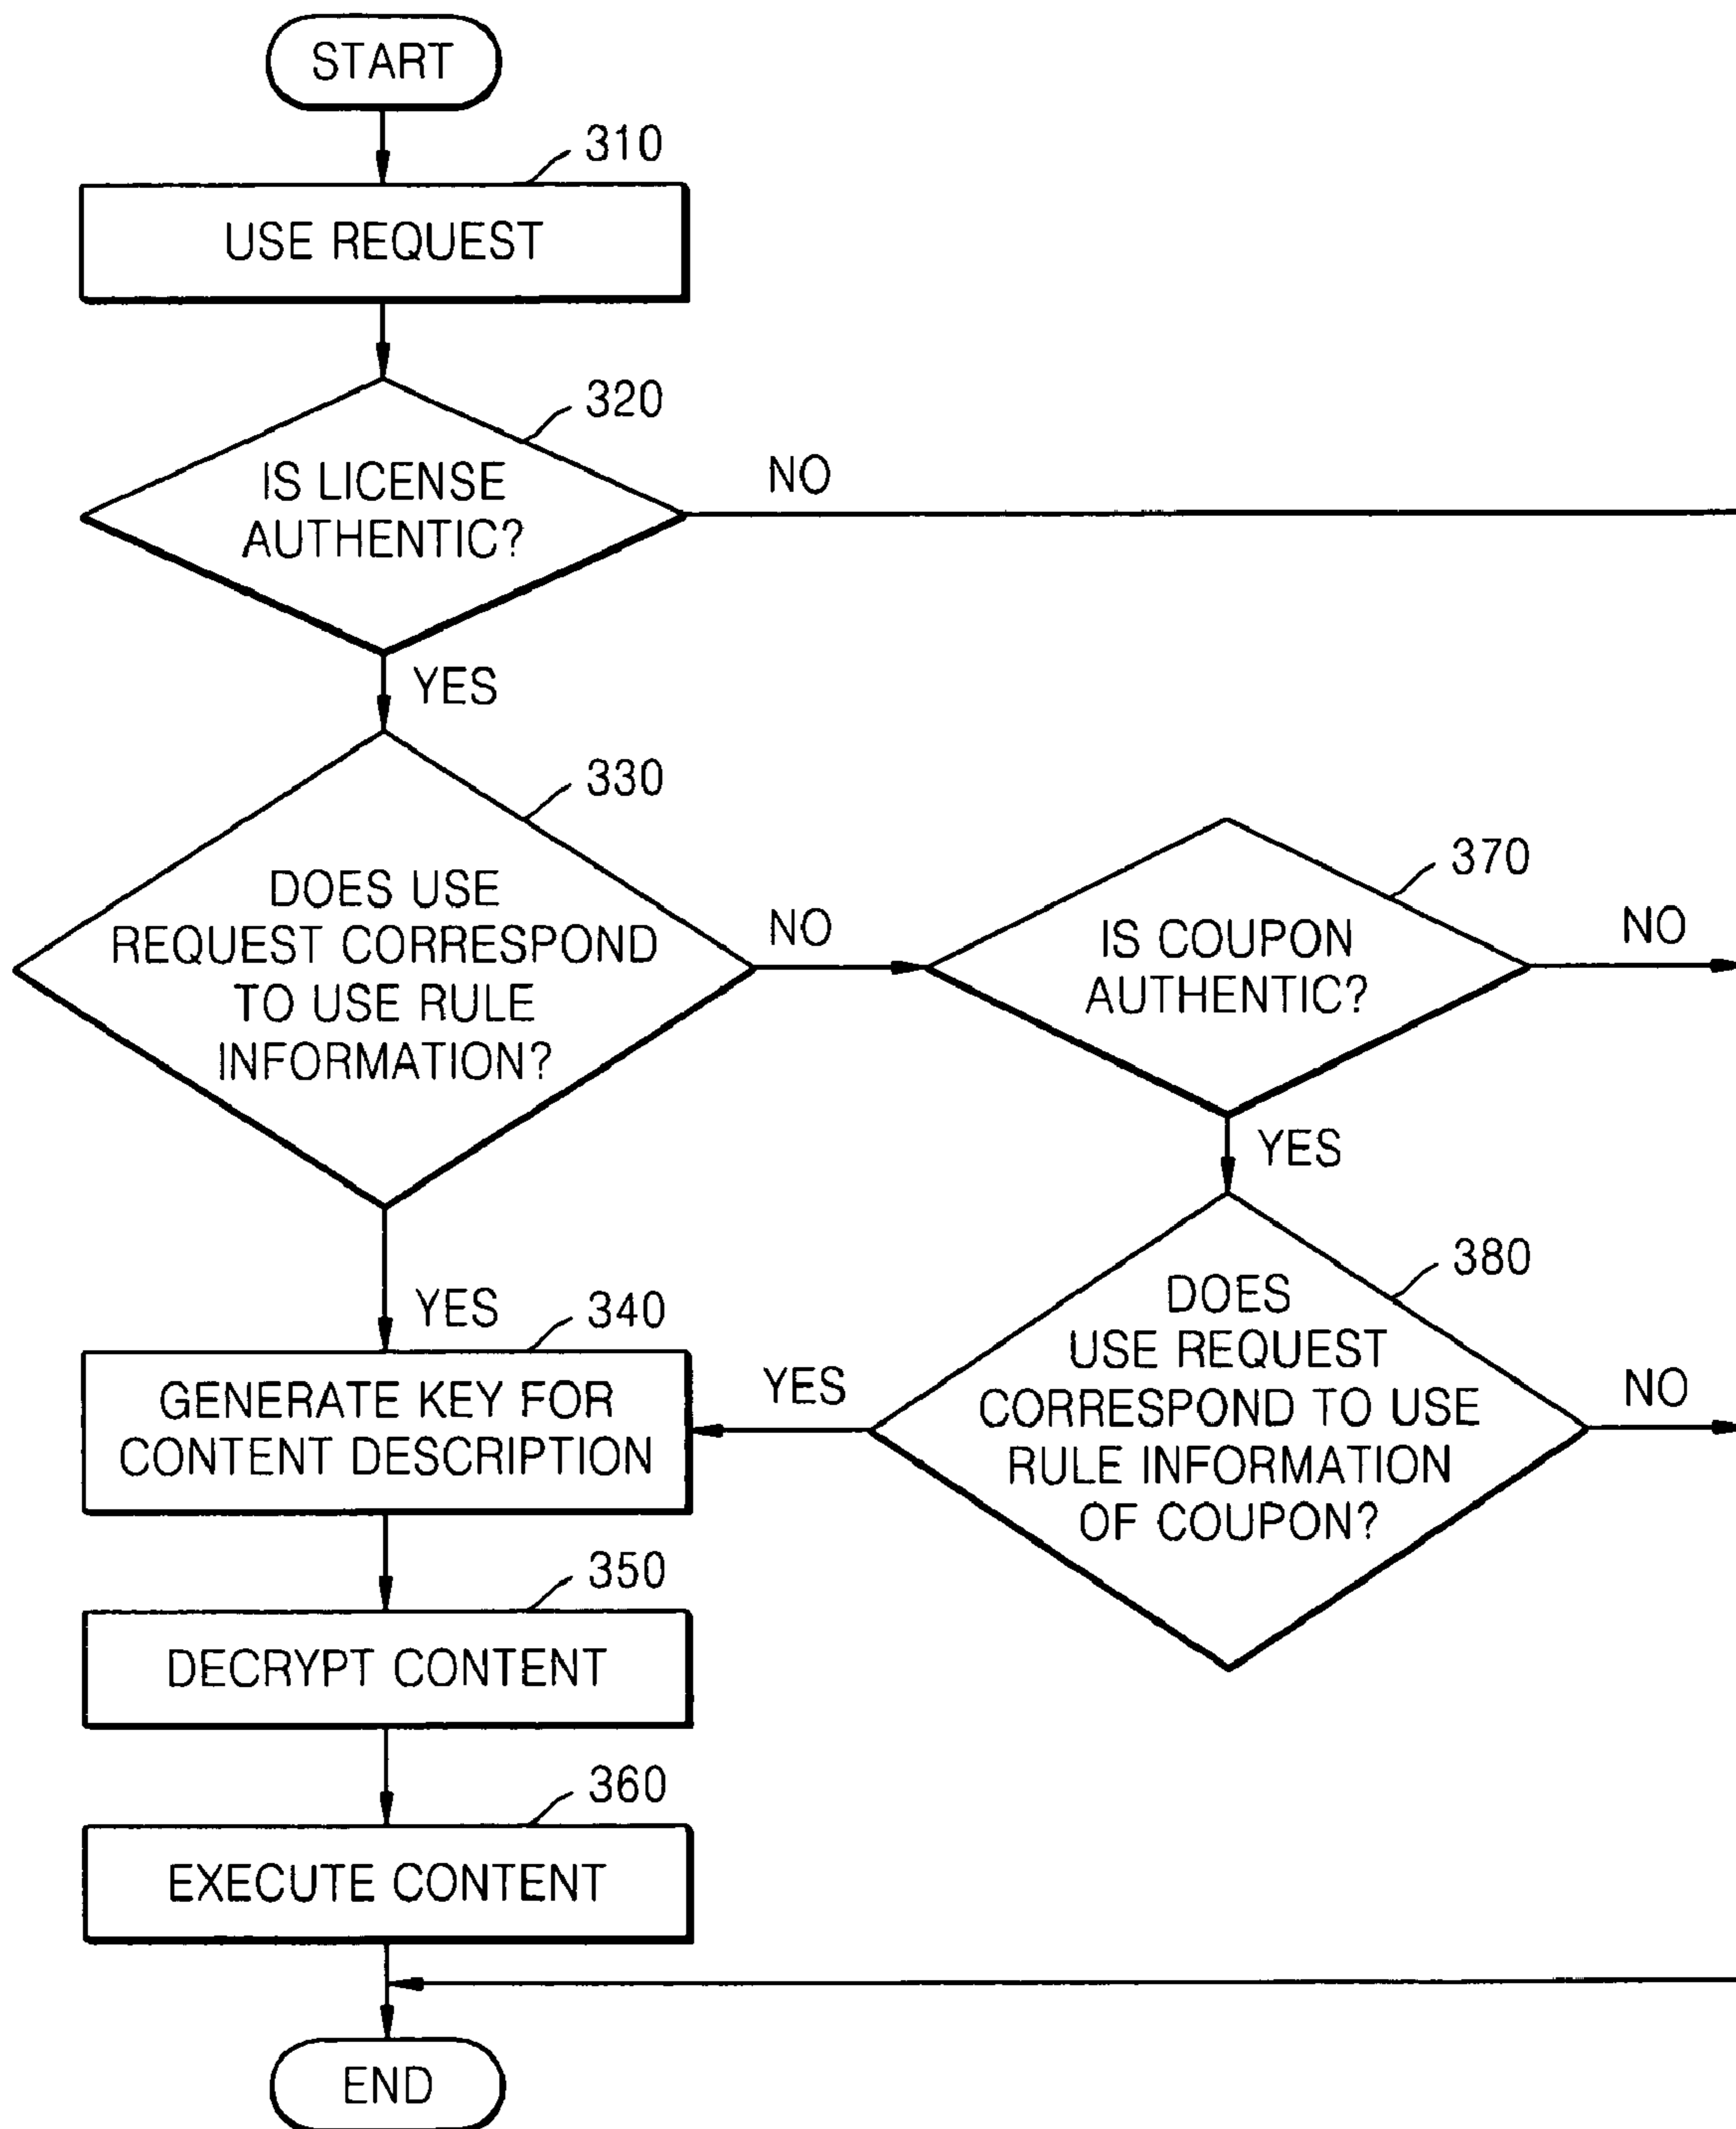 START
310
USE REQUEST
320
IS LICENSE
AUTHENTIC?
NO
YES
330
DOES USE
REQUEST CORRESPOND
TO USE RULE
INFORMATION?
NO
370
IS COUPON
AUTHENTIC?
NO
YES
380
DOES
USE REQUEST
CORRESPOND TO USE
RULE INFORMATION
OF COUPON?
NO
YES
YES
340
GENERATE KEY FOR
CONTENT DESCRIPTION
350
DECRYPT CONTENT
360
EXECUTE CONTENT
END